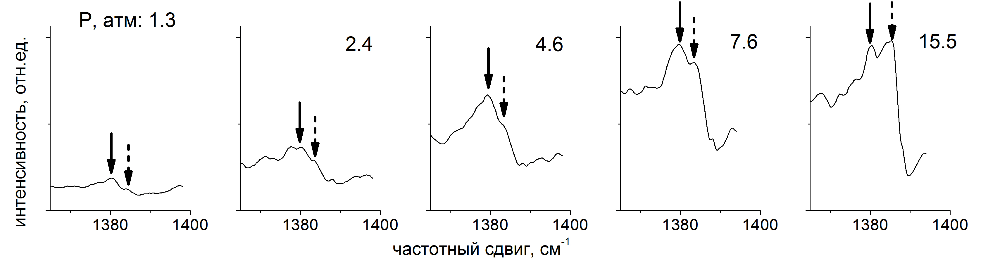 P, атм: 1.3
2.4
4.6
7.6
15.5
интенсивность, отн.ед.
1380 1400 1380 1400 1380 1400 1380 1400 1380 1400
частотный сдвиг, см⁻¹